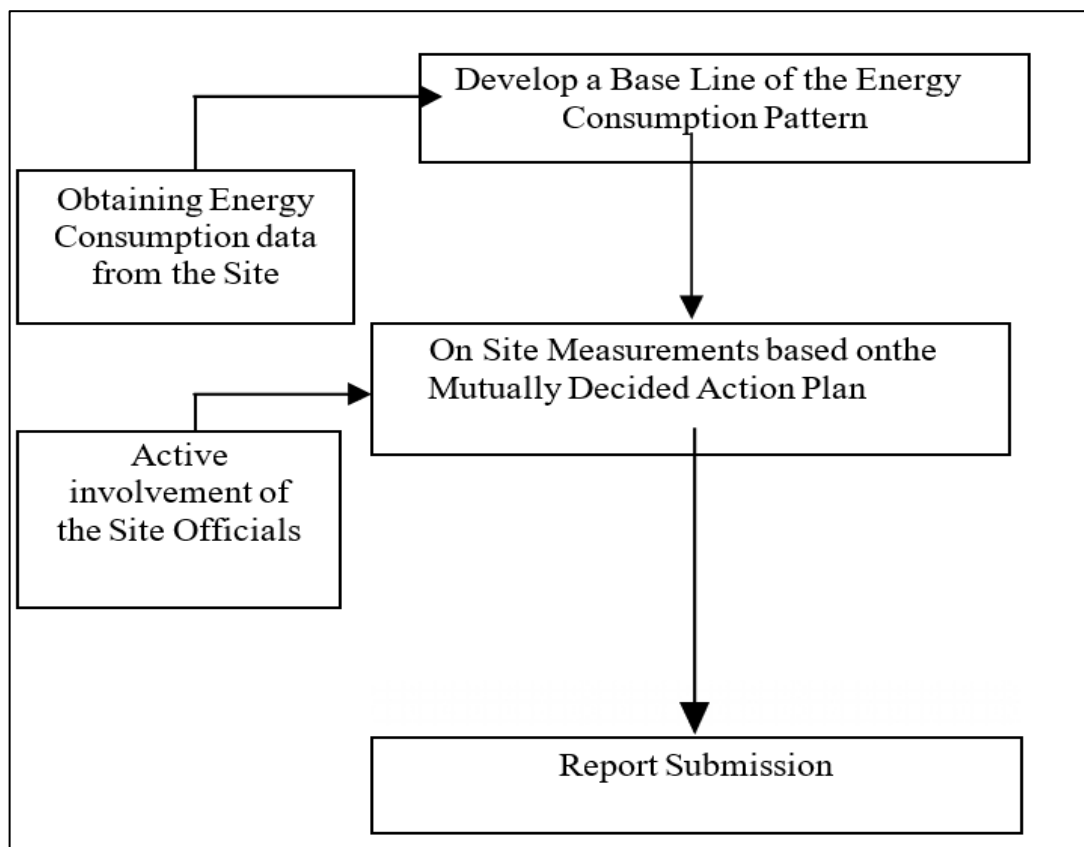 Develop a Base Line of the Energy
Consumption Pattern
Obtaining Energy
Consumption data
from the Site
On Site Measurements based onthe
Mutually Decided Action Plan
Active
involvement of
the Site Officials
Report Submission